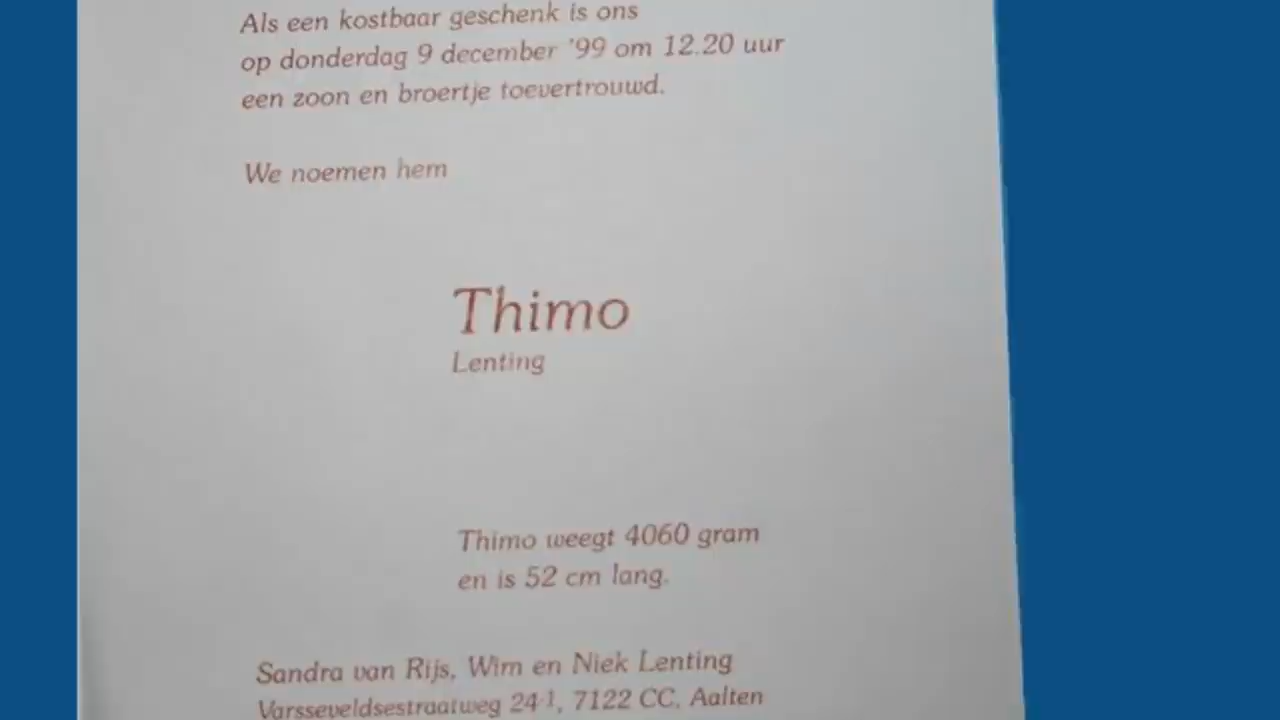 Als een kostbaar geschenk is ons
op donderdag 9 december '99 om 12.20 uur
een zoon en broertje toevertrouwd.
We noemen hem
Thimo
Lenting
Thimo weegt 4060 gram
en is 52 cm lang.
Sandra van Rijs, Wim en Niek Lenting
Varsseveldsestraatweg 24-1, 7122 CC, Aalten